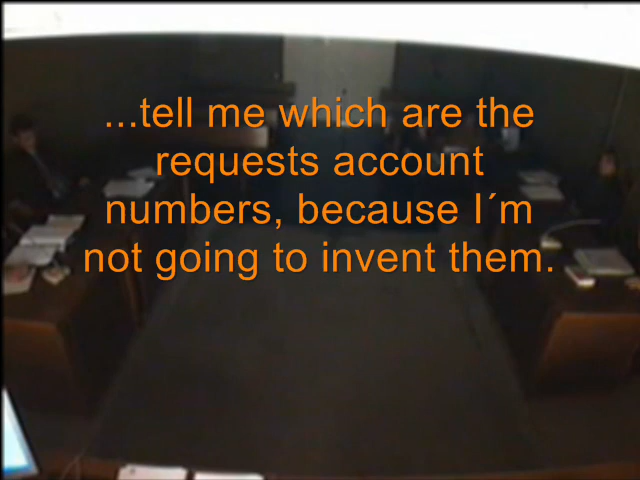 ...tell me which are the
requests account
numbers, because I´m
not going to invent them.